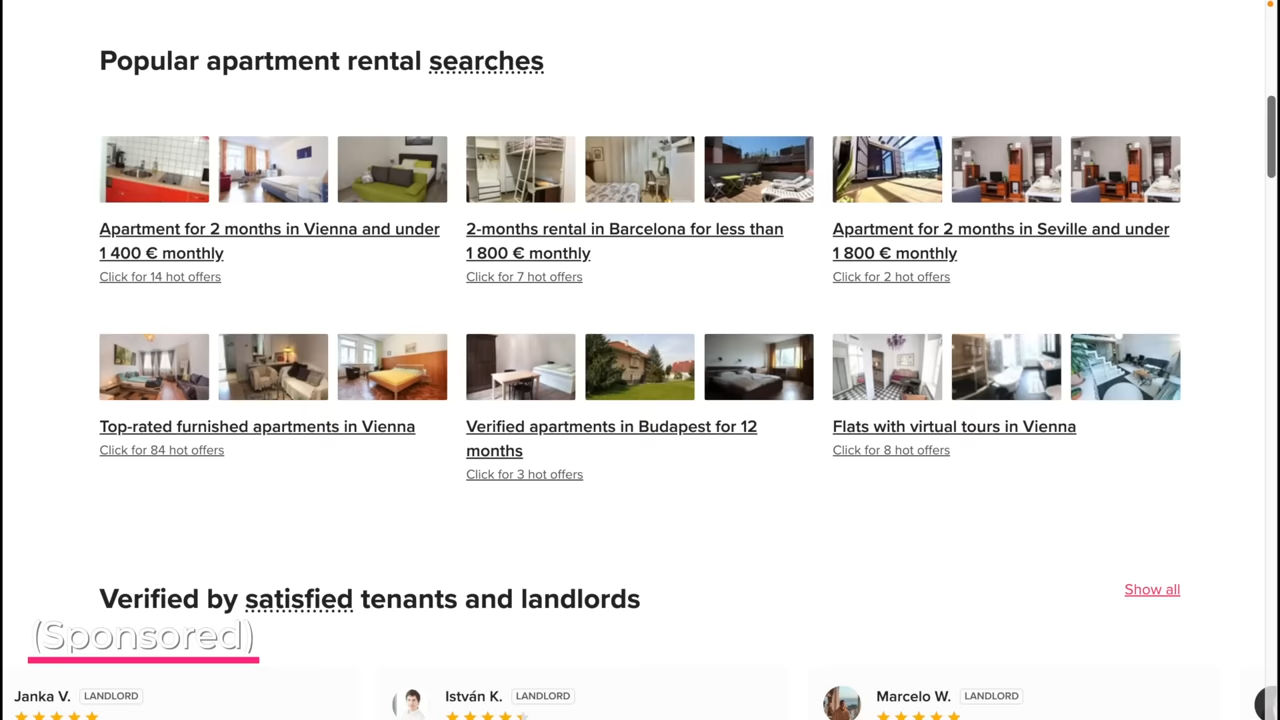 Popular apartment rental searches
Apartment for 2 months in Vienna and under
1 400 € monthly
Click for 14 hot offers
2-months rental in Barcelona for less than
1 800 € monthly
Click for 7 hot offers
Apartment for 2 months in Seville and under
1 800 € monthly
Click for 2 hot offers
Top-rated furnished apartments in Vienna
Click for 84 hot offers
Verified apartments in Budapest for 12
months
Click for 3 hot offers
Flats with virtual tours in Vienna
Click for 8 hot offers
Verified by satisfied tenants and landlords
Show all
(Sponsored)
Janka V. LANDLORD
István K. LANDLORD
Marcelo W. LANDLORD